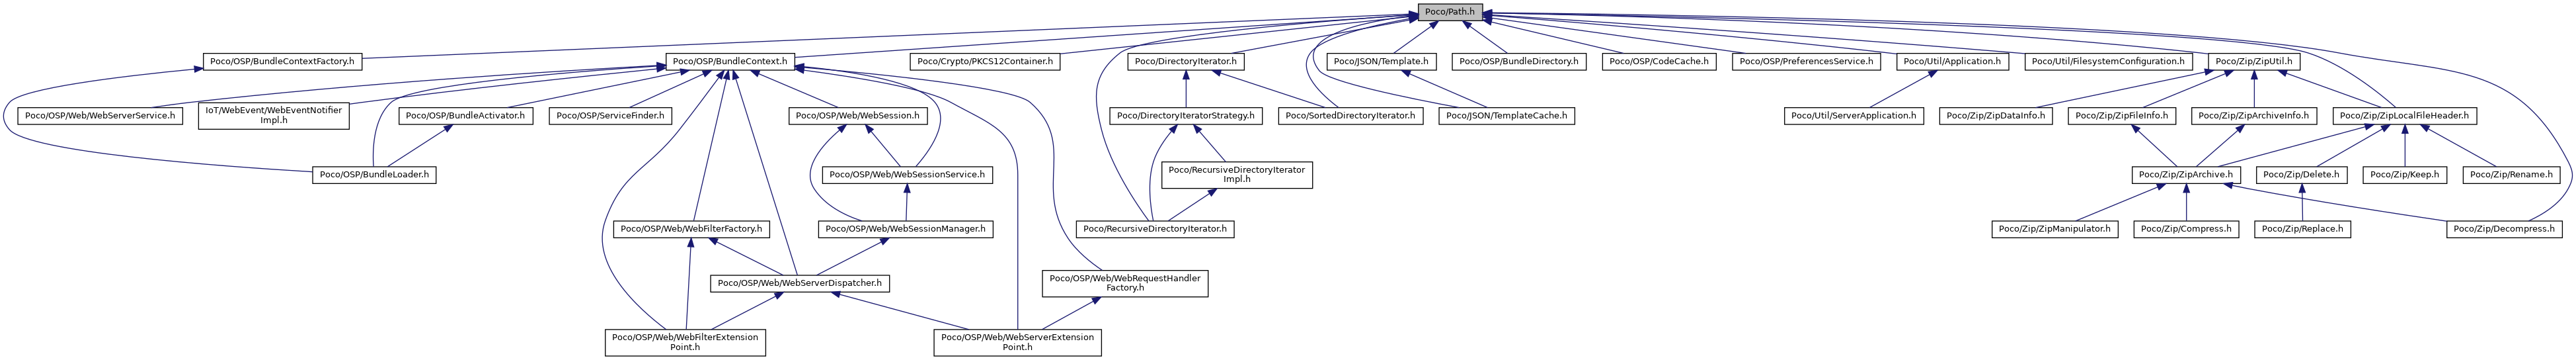 Poco/Path.h
Poco/OSP/BundleContextFactory.h
Poco/OSP/BundleContext.h
Poco/Crypto/PKCS12Container.h
Poco/DirectoryIterator.h
Poco/JSON/Template.h
Poco/OSP/BundleDirectory.h
Poco/OSP/CodeCache.h
Poco/OSP/PreferencesService.h
Poco/Util/Application.h
Poco/Util/FilesystemConfiguration.h
Poco/Zip/ZipUtil.h
Poco/OSP/Web/WebServerService.h
IoT/WebEvent/WebEventNotifier
Impl.h
Poco/OSP/BundleActivator.h
Poco/OSP/ServiceFinder.h
Poco/OSP/Web/WebSession.h
Poco/DirectoryIteratorStrategy.h
Poco/SortedDirectoryIterator.h
Poco/JSON/TemplateCache.h
Poco/Util/ServerApplication.h
Poco/Zip/ZipDataInfo.h
Poco/Zip/ZipFileInfo.h
Poco/Zip/ZipArchiveInfo.h
Poco/Zip/ZipLocalFileHeader.h
Poco/OSP/BundleLoader.h
Poco/OSP/Web/WebSessionService.h
Poco/RecursiveDirectoryIterator
Impl.h
Poco/Zip/ZipArchive.h
Poco/Zip/Delete.h
Poco/Zip/Keep.h
Poco/Zip/Rename.h
Poco/OSP/Web/WebFilterFactory.h
Poco/OSP/Web/WebSessionManager.h
Poco/RecursiveDirectoryIterator.h
Poco/Zip/ZipManipulator.h
Poco/Zip/Compress.h
Poco/Zip/Replace.h
Poco/Zip/Decompress.h
Poco/OSP/Web/WebServerDispatcher.h
Poco/OSP/Web/WebRequestHandler
Factory.h
Poco/OSP/Web/WebFilterExtension
Point.h
Poco/OSP/Web/WebServerExtension
Point.h